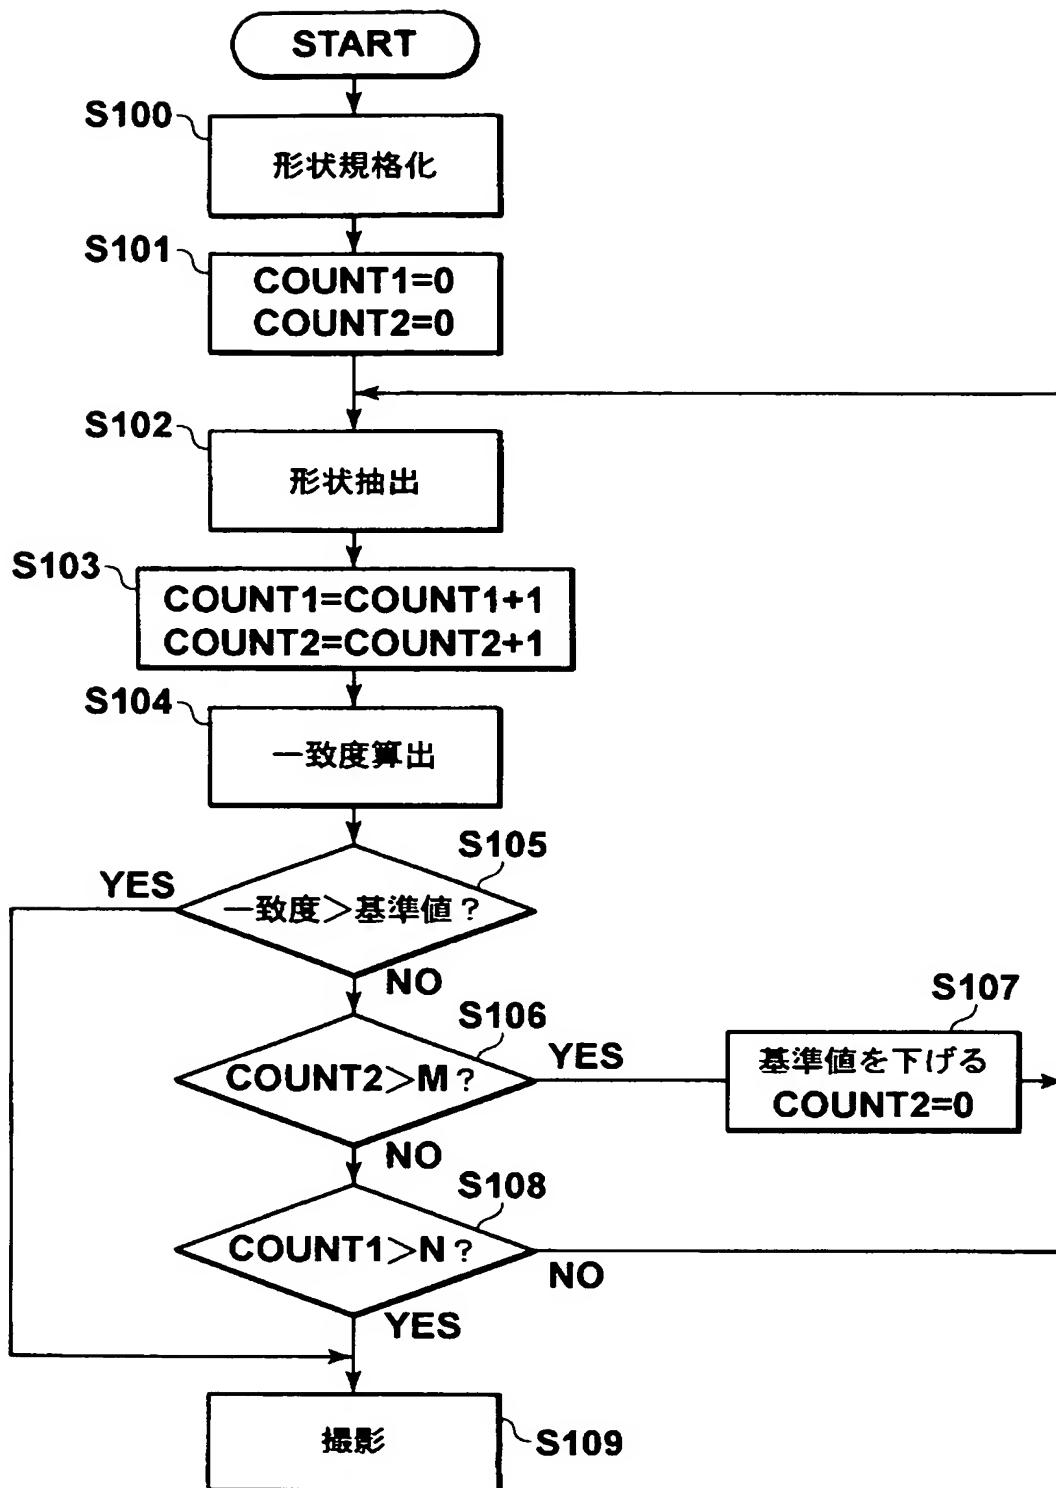 START
S100
形状規格化
S101
COUNT1=0
COUNT2=0
S102
形状抽出
S103
COUNT1=COUNT1+1
COUNT2=COUNT2+1
S104
一致度算出
S105
YES
一致度＞基準値？
NO
S106
COUNT2＞M？
YES
S107
基準値を下げる
COUNT2=0
NO
S108
COUNT1＞N？
NO
YES
撮影
S109